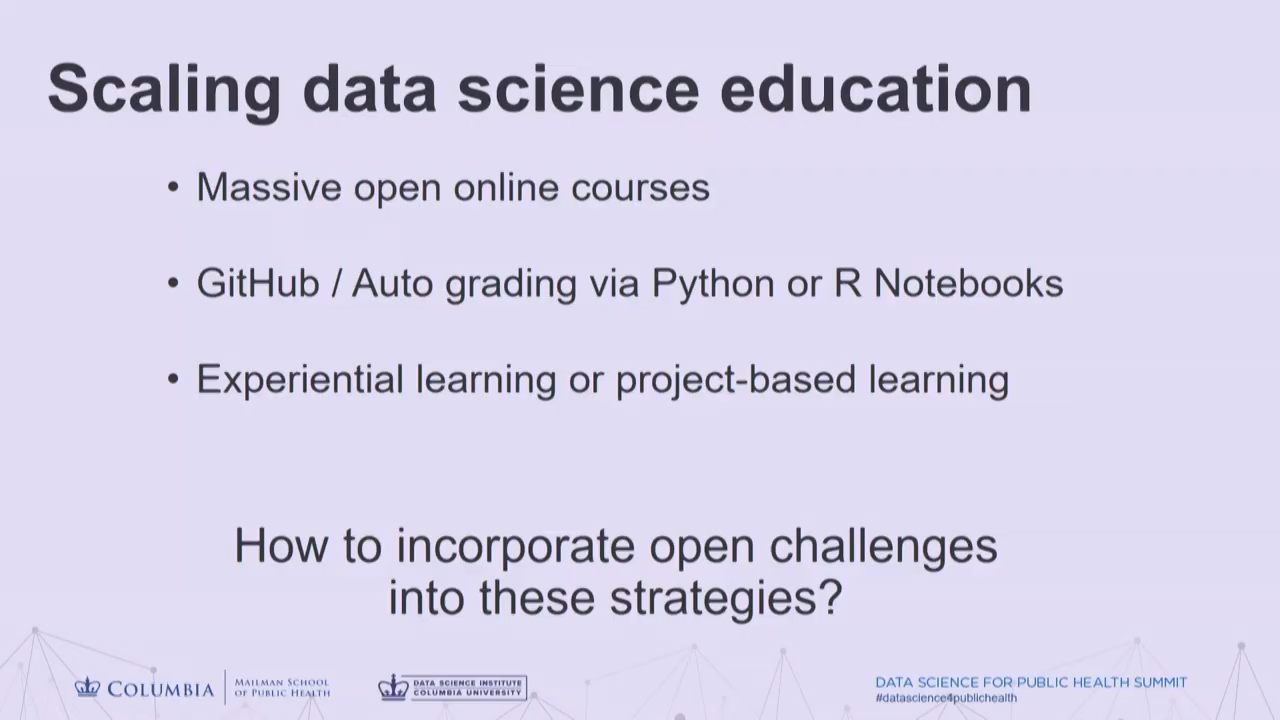 Scaling data science education
• Massive open online courses
• GitHub / Auto grading via Python or R Notebooks
• Experiential learning or project-based learning
How to incorporate open challenges
into these strategies?
COLUMBIA
MAILMAN SCHOOL
OF PUBLIC HEALTH
DATA SCIENCE INSTITUTE
COLUMBIA UNIVERSITY
DATA SCIENCE FOR PUBLIC HEALTH SUMMIT
#datascience4publichealth